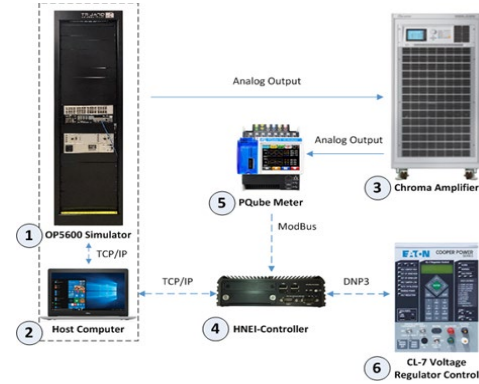 Analog Output
Analog Output
3 Chroma Amplifier
5 PQube Meter
1 OP5600 Simulator
ModBus
TCP/IP
TCP/IP
DNP3
EATON COOPER POWER
2 Host Computer
4 HNEI-Controller
6 CL-7 Voltage
Regulator Control